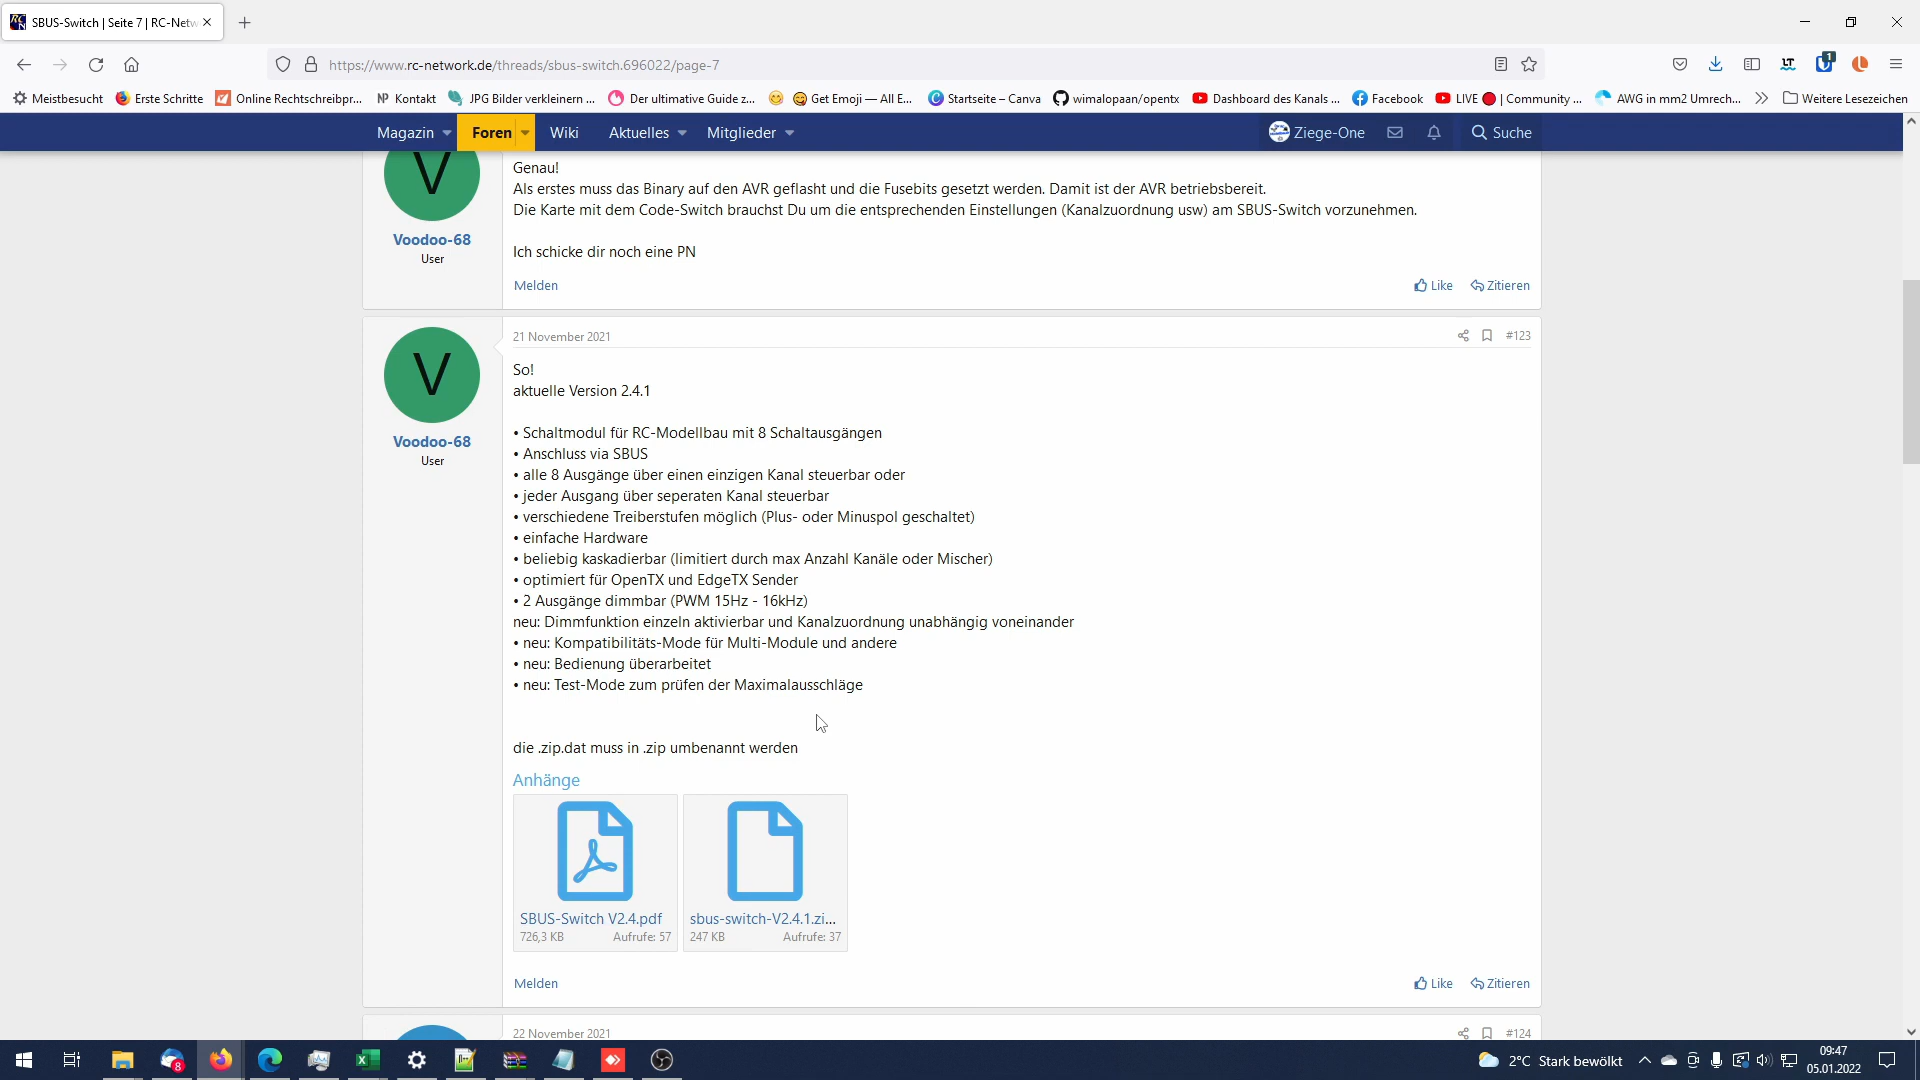 SBUS-Switch | Seite 7 | RC-Netw
https://www.rc-network.de/threads/sbus-switch.696022/page-7
Meistbesucht
Erste Schritte
Online Rechtschreibpr...
NP Kontakt
JPG Bilder verkleinern ...
Der ultimative Guide z...
Get Emoji — All E...
Startseite – Canva
wimalopaan/opentx
Dashboard des Kanals ...
Facebook
LIVE 🔴 | Community ...
AWG in mm2 Umrech...
Weitere Lesezeichen
Magazin
Foren
Wiki
Aktuelles
Mitglieder
Ziege-One
Suche
V
Voodoo-68
User
Genau!
Als erstes muss das Binary auf den AVR geflasht und die Fusebits gesetzt werden. Damit ist der AVR betriebsbereit.
Die Karte mit dem Code-Switch brauchst Du um die entsprechenden Einstellungen (Kanalzuordnung usw) am SBUS-Switch vorzunehmen.
Ich schicke dir noch eine PN
Melden
Like
Zitieren
V
Voodoo-68
User
21 November 2021
#123
So!
aktuelle Version 2.4.1
• Schaltmodul für RC-Modellbau mit 8 Schaltausgängen
• Anschluss via SBUS
• alle 8 Ausgänge über einen einzigen Kanal steuerbar oder
• jeder Ausgang über seperaten Kanal steuerbar
• verschiedene Treiberstufen möglich (Plus- oder Minuspol geschaltet)
• einfache Hardware
• beliebig kaskadierbar (limitiert durch max Anzahl Kanäle oder Mischer)
• optimiert für OpenTX und EdgeTX Sender
• 2 Ausgänge dimmbar (PWM 15Hz - 16kHz)
neu: Dimmfunktion einzeln aktivierbar und Kanalzuordnung unabhängig voneinander
• neu: Kompatibilitäts-Mode für Multi-Module und andere
• neu: Bedienung überarbeitet
• neu: Test-Mode zum prüfen der Maximalausschläge
die .zip.dat muss in .zip umbenannt werden
Anhänge
SBUS-Switch V2.4.pdf
726,3 KB Aufrufe: 57
sbus-switch-V2.4.1.zi...
247 KB Aufrufe: 37
Melden
Like
Zitieren
22 November 2021
#124
2°C Stark bewölkt
09:47
05.01.2022